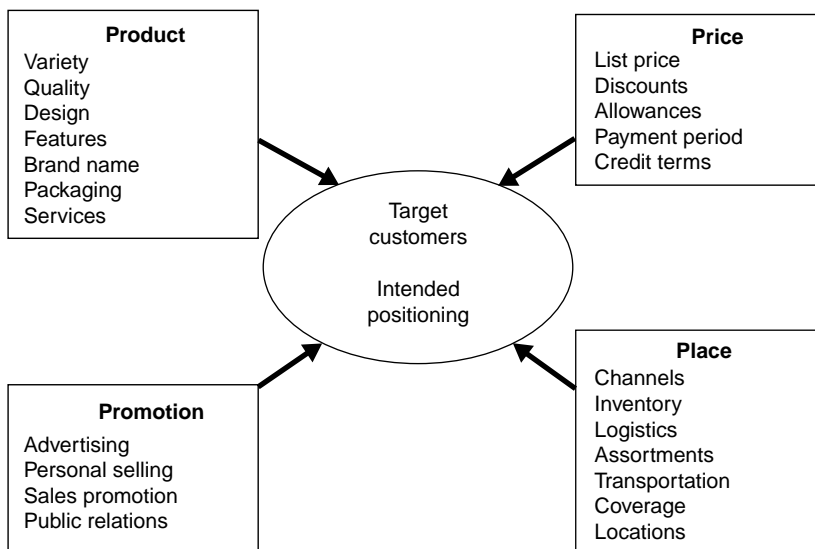 Product
Variety
Quality
Design
Features
Brand name
Packaging
Services
Price
List price
Discounts
Allowances
Payment period
Credit terms
Target
customers
Intended
positioning
Promotion
Advertising
Personal selling
Sales promotion
Public relations
Place
Channels
Inventory
Logistics
Assortments
Transportation
Coverage
Locations